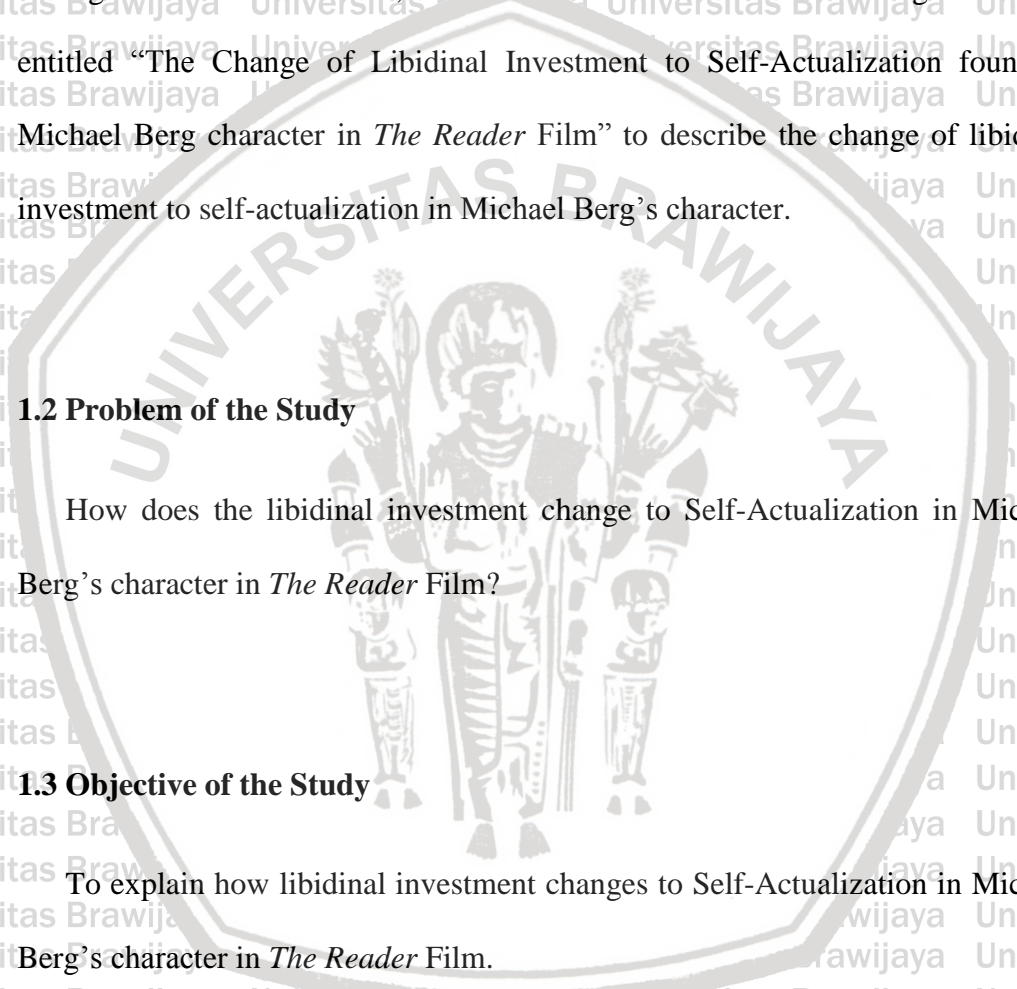 entitled “The Change of Libidinal Investment to Self-Actualization foun
Michael Berg character in The Reader Film” to describe the change of libid
investment to self-actualization in Michael Berg’s character.
UNIVERSITAS BRAWIJAYA
1.2 Problem of the Study
How does the libidinal investment change to Self-Actualization in Mic
Berg’s character in The Reader Film?
1.3 Objective of the Study
To explain how libidinal investment changes to Self-Actualization in Mic
Berg’s character in The Reader Film.